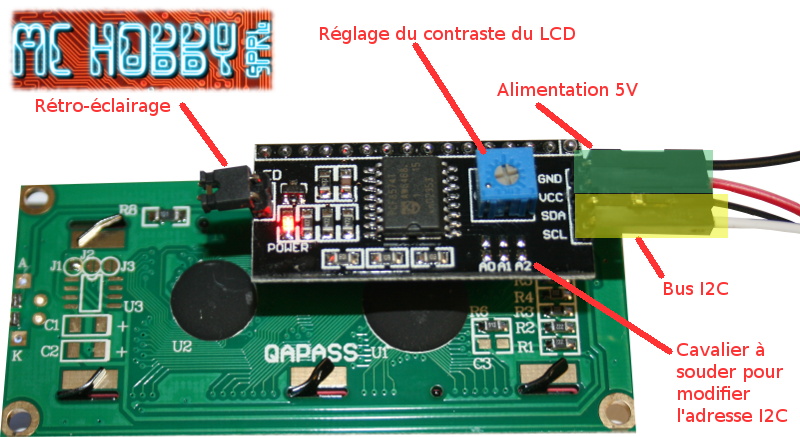 MC HOBBY SPRL
Réglage du contraste du LCD
Alimentation 5V
Rétro-éclairage
GND
VCC
SDA
SCL
POWER
A0 A1 A2
R8
J2
J1
J3
A
U3
C1
+
C2
+
K
U2
QAPASS
U1
R6
C3
R4
R3
R2
R1
Bus I2C
Cavalier à
souder pour
modifier
l'adresse I2C